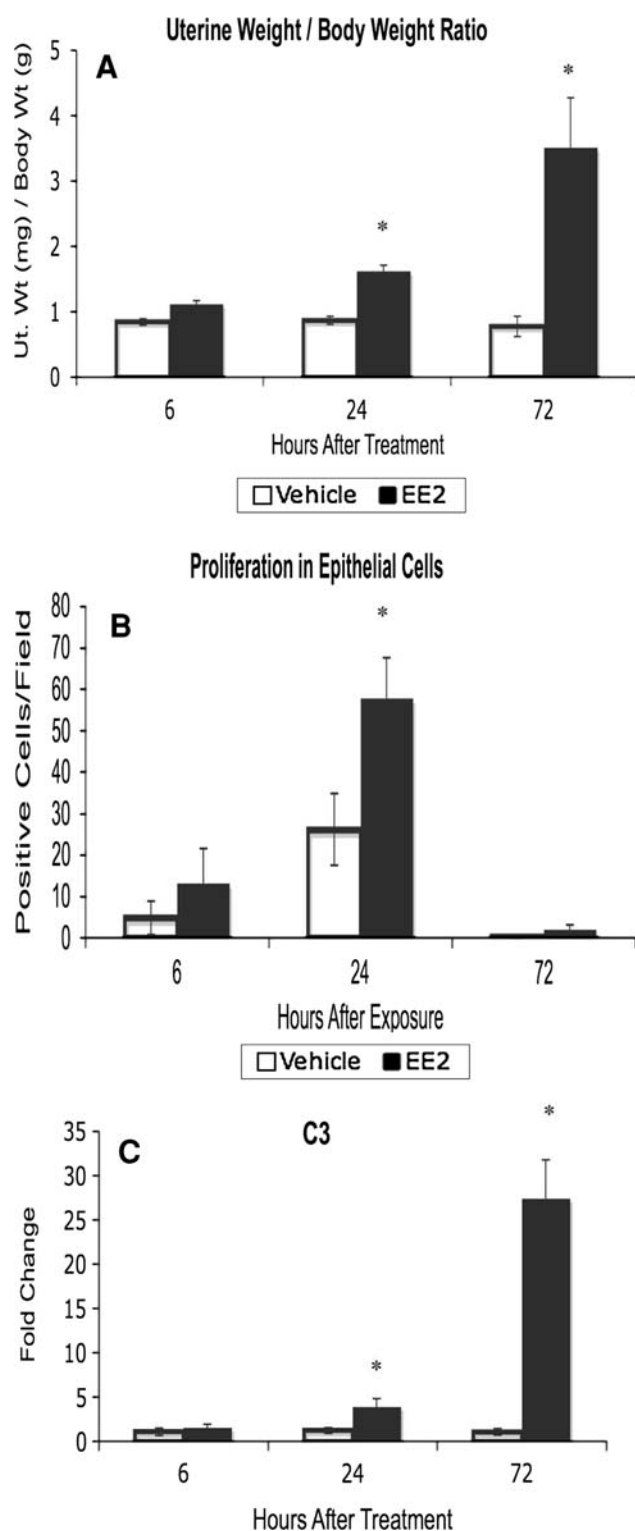 Uterine Weight / Body Weight Ratio
A
Ut. Wt (mg) / Body Wt (g)
5
4
3
2
1
0
*
*
6 24 72
Hours After Treatment
Vehicle EE2
Proliferation in Epithelial Cells
B
Positive Cells/Field
80
70
60
50
40
30
20
10
0
*
6 24 72
Hours After Exposure
Vehicle EE2
C3
C
Fold Change
35
30
25
20
15
10
5
0
*
*
6 24 72
Hours After Treatment